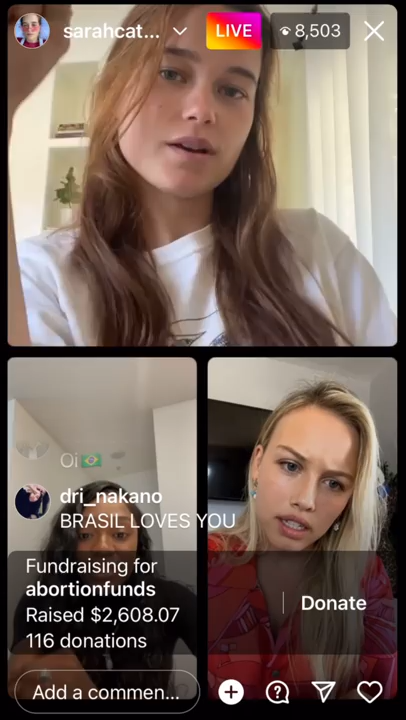 sarahcat...
LIVE
8,503
Oi🇧🇷
dri_nakano
BRASIL LOVES YOU
Fundraising for
abortionfunds
Raised $2,608.07
116 donations
Donate
Add a commen...